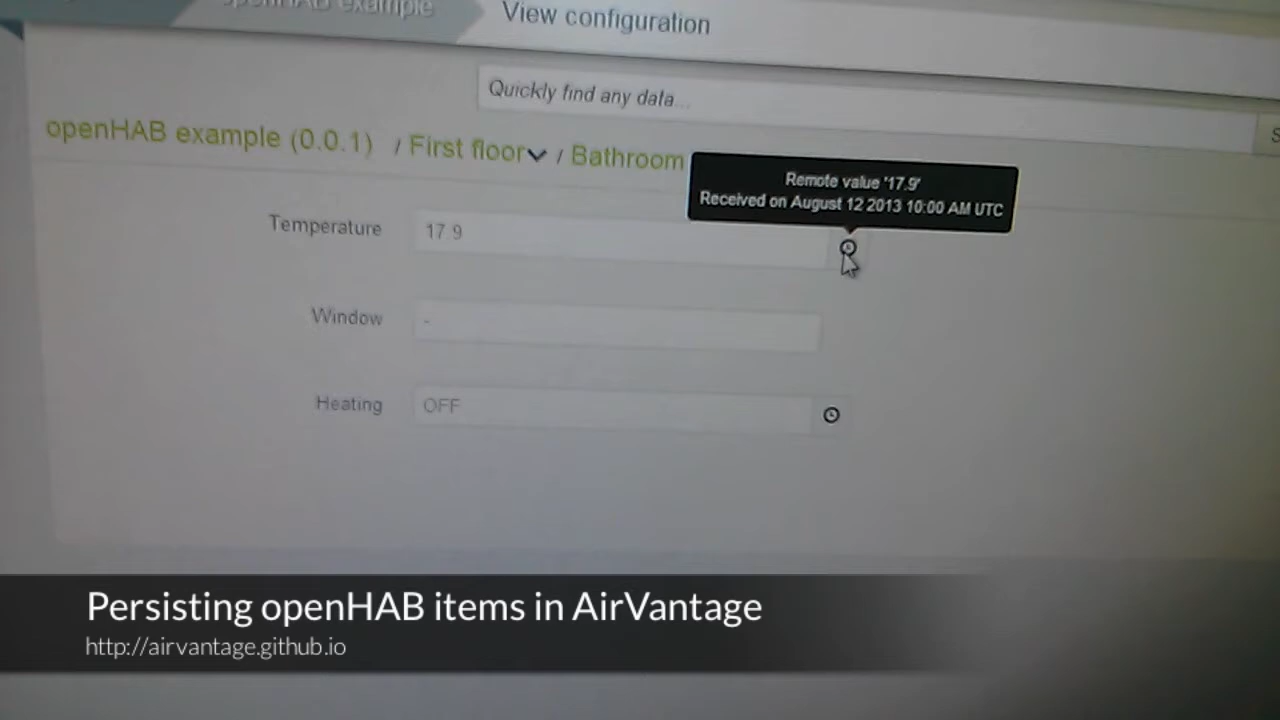 openHAB example
View configuration
Quickly find any data...
openHAB example (0.0.1) / First floor / Bathroom
Remote value '17.9'
Received on August 12 2013 10:00 AM UTC
Temperature 17.9
Window -
Heating OFF
Persisting openHAB items in AirVantage
http://airvantage.github.io